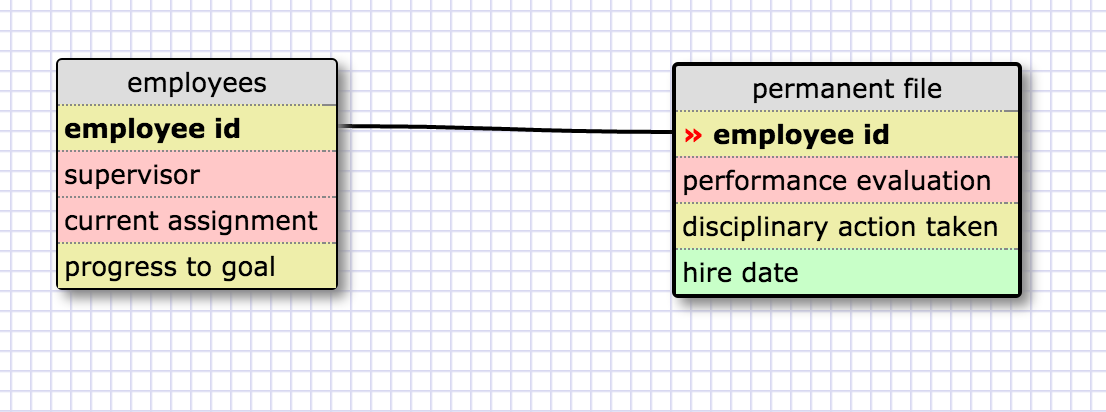 employees
employee id
supervisor
current assignment
progress to goal
permanent file
» employee id
performance evaluation
disciplinary action taken
hire date